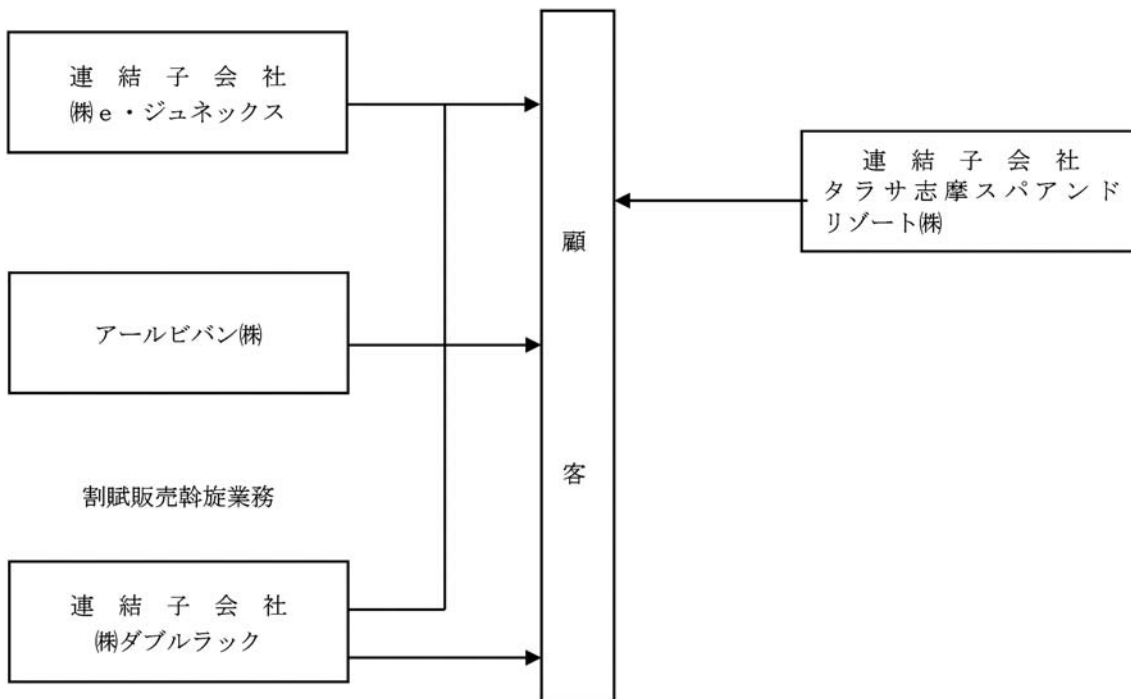 連結子会社
㈱ｅ・ジュネックス
アールビバン㈱
割賦販売斡旋業務
連結子会社
㈱ダブルラック
顧客
連結子会社
タラサ志摩スパアンド
リゾート㈱